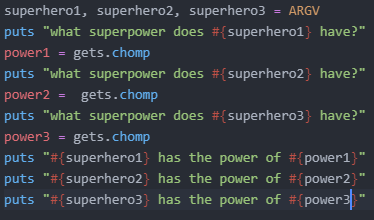 superhero1, superhero2, superhero3 = ARGV
puts "what superpower does #{superhero1} have?"
power1 = gets.chomp
puts "what superpower does #{superhero2} have?"
power2 =  gets.chomp
puts "what superpower does #{superhero3} have?"
power3 = gets.chomp
puts "#{superhero1} has the power of #{power1}"
puts "#{superhero2} has the power of #{power2}"
puts "#{superhero3} has the power of #{power3}"